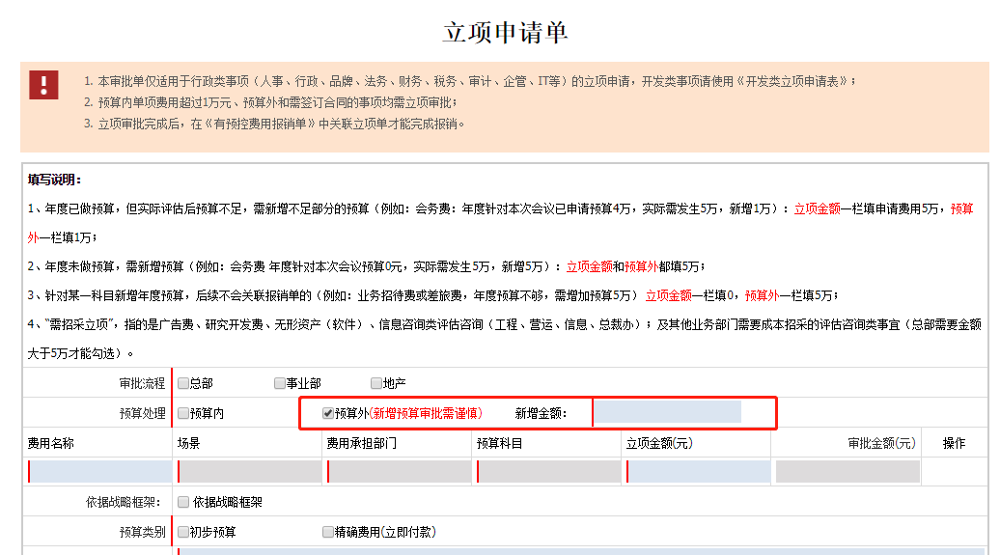 立项申请单
1. 本审批单仅适用于行政类事项（人事、行政、品牌、法务、财务、税务、审计、企管、IT等）的立项申请，开发类事项请使用《开发类立项申请表》；
2. 预算内单项费用超过1万元、预算外和需签订合同的事项均需立项审批；
3. 立项审批完成后，在《有预控费用报销单》中关联立项单才能完成报销。
填写说明：
1、年度已做预算，但实际评估后预算不足，需新增不足部分的预算（例如：会务费：年度针对本次会议已申请预算4万，实际需发生5万，新增1万）：立项金额一栏填申请费用5万，预算
外一栏填1万；
2、年度未做预算，需新增预算（例如：会务费 年度针对本次会议预算0元，实际需发生5万，新增5万）：立项金额和预算外都填5万；
3、针对某一科目新增年度预算，后续不会关联报销单的（例如：业务招待费或差旅费，年度预算不够，需增加预算5万） 立项金额一栏填0，预算外一栏填5万；
4、“需招采立项”，指的是广告费、研究开发费、无形资产（软件）、信息咨询类评估咨询（工程、营运、信息、总裁办）；及其他业务部门需要成本招采的评估咨询类事宜（总部需要金额
大于5万才能勾选）。
审批流程 总部 事业部 地产
预算处理 预算内 预算外(新增预算审批需谨慎) 新增金额：
费用名称 场景 费用承担部门 预算科目 立项金额(元) 审批金额(元) 操作
依据战略框架： 依据战略框架
预算类别 初步预算 精确费用(立即付款)